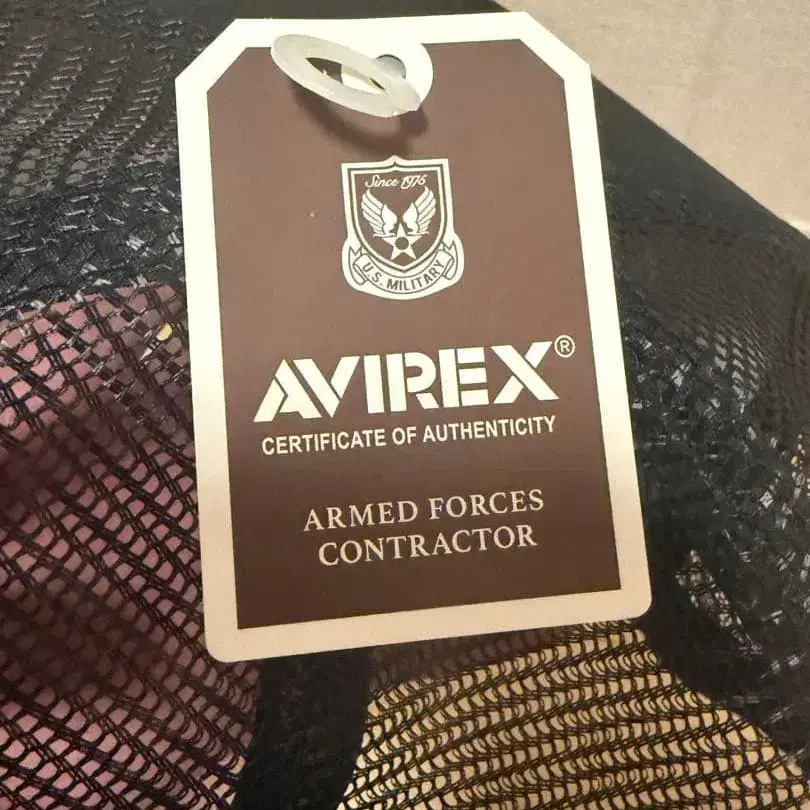 Since 1975
U.S. MILITARY
AVIREX®
CERTIFICATE OF AUTHENTICITY
ARMED FORCES
CONTRACTOR